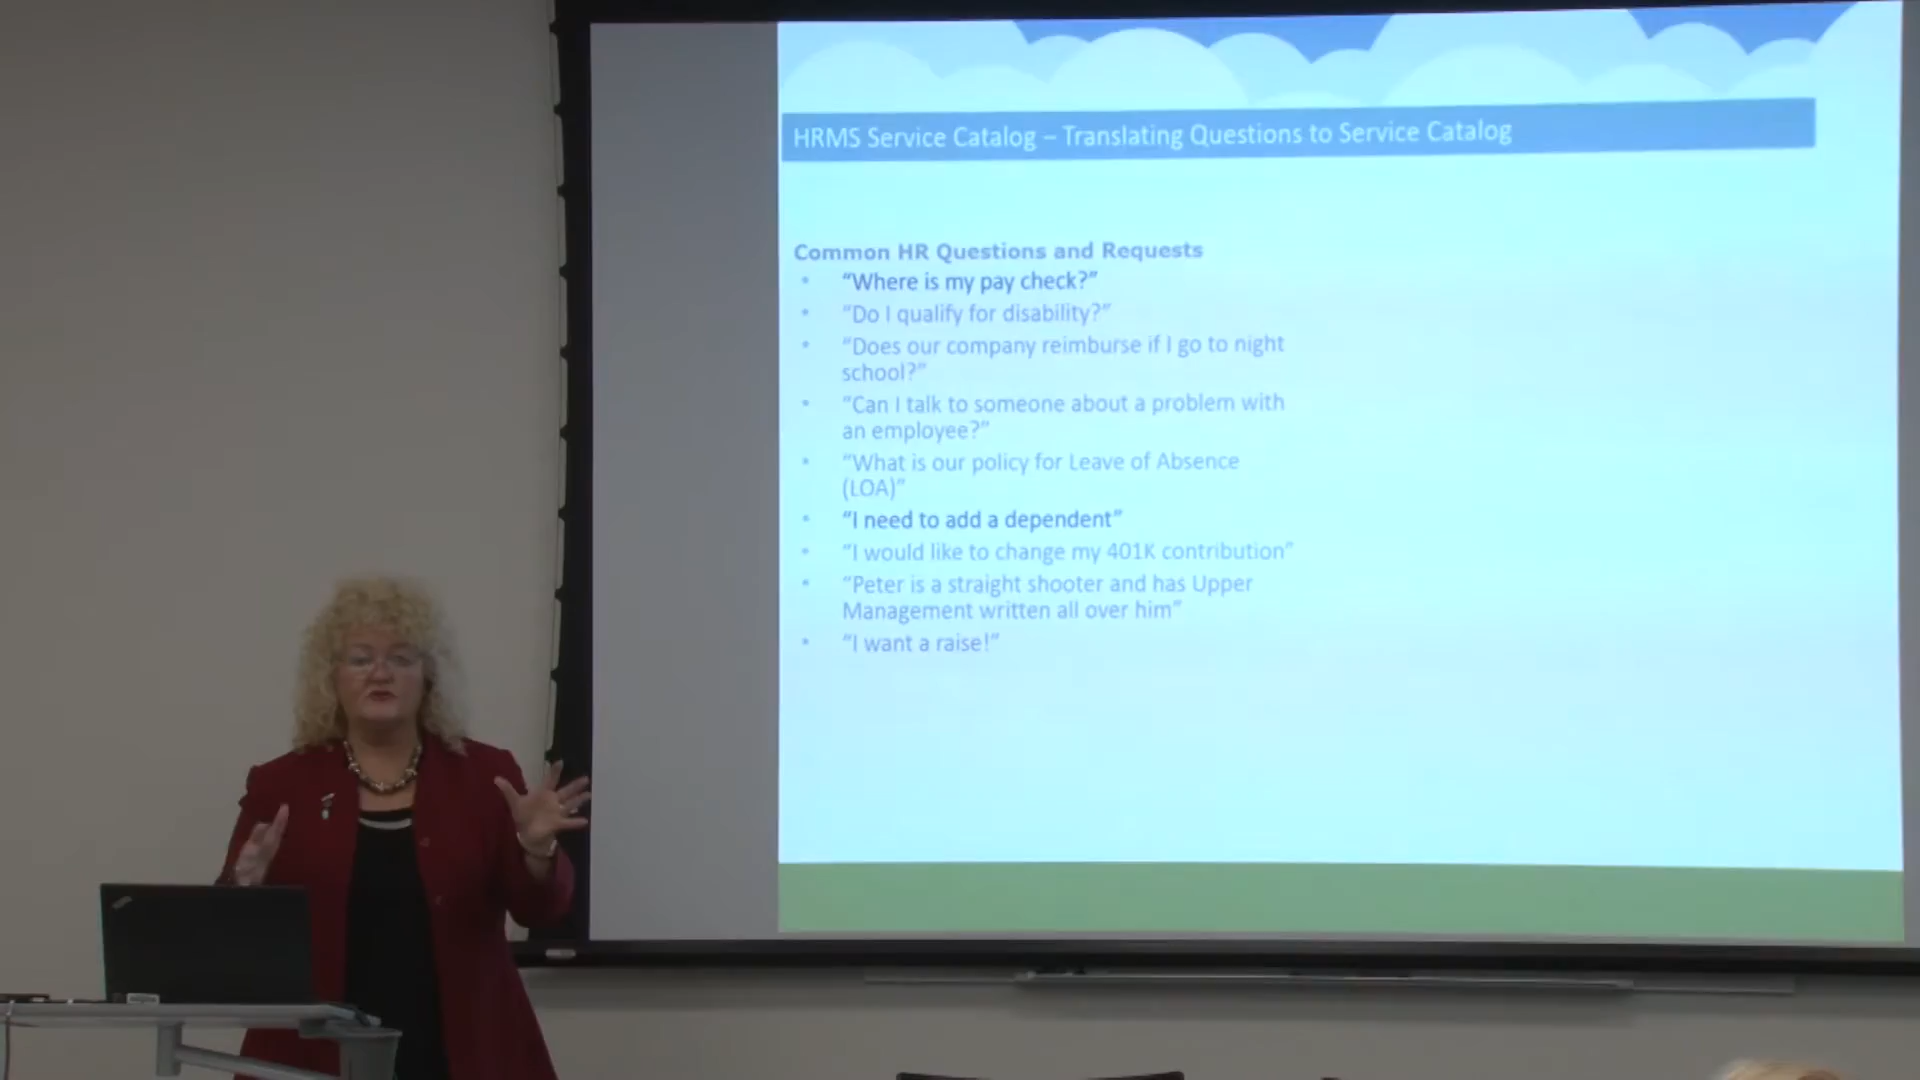 HRMS Service Catalog – Translating Questions to Service Catalog
Common HR Questions and Requests
• “Where is my pay check?”
• “Do I qualify for disability?”
• “Does our company reimburse if I go to night
school?”
• “Can I talk to someone about a problem with
an employee?”
• “What is our policy for Leave of Absence
(LOA)”
• “I need to add a dependent”
• “I would like to change my 401K contribution”
• “Peter is a straight shooter and has Upper
Management written all over him”
• “I want a raise!”